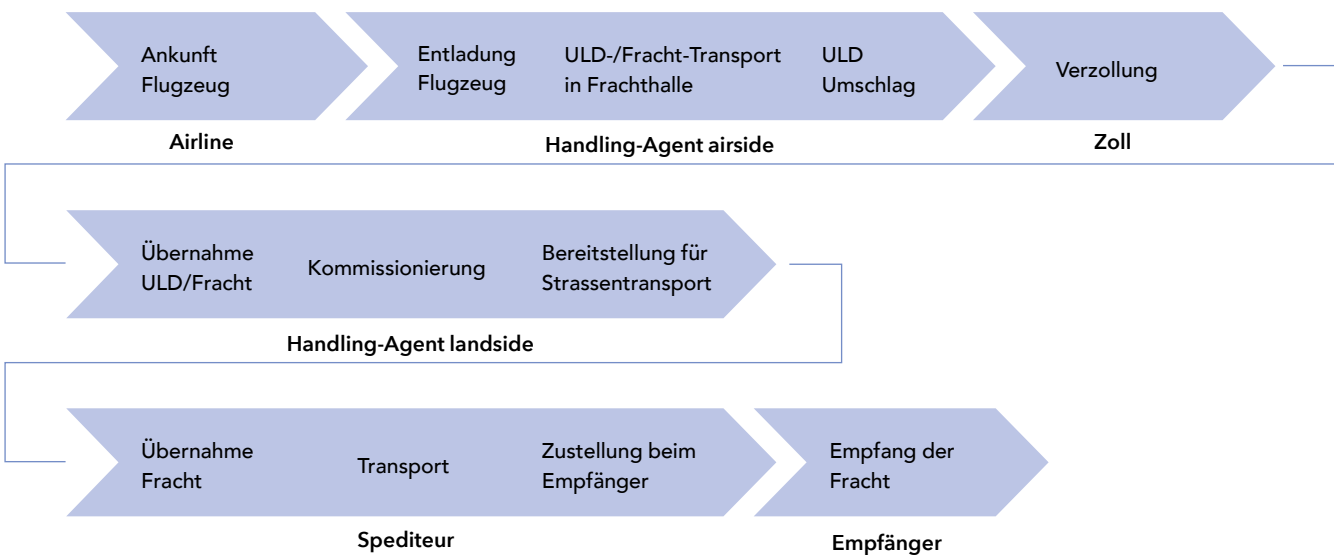 Ankunft
Flugzeug
Entladung
Flugzeug
ULD-/Fracht-Transport
in Frachthalle
ULD
Umschlag
Verzollung
Airline
Handling-Agent airside
Zoll
Übernahme
ULD/Fracht
Kommissionierung
Bereitstellung für
Strassentransport
Handling-Agent landside
Übernahme
Fracht
Transport
Zustellung beim
Empfänger
Empfang der
Fracht
Spediteur
Empfänger